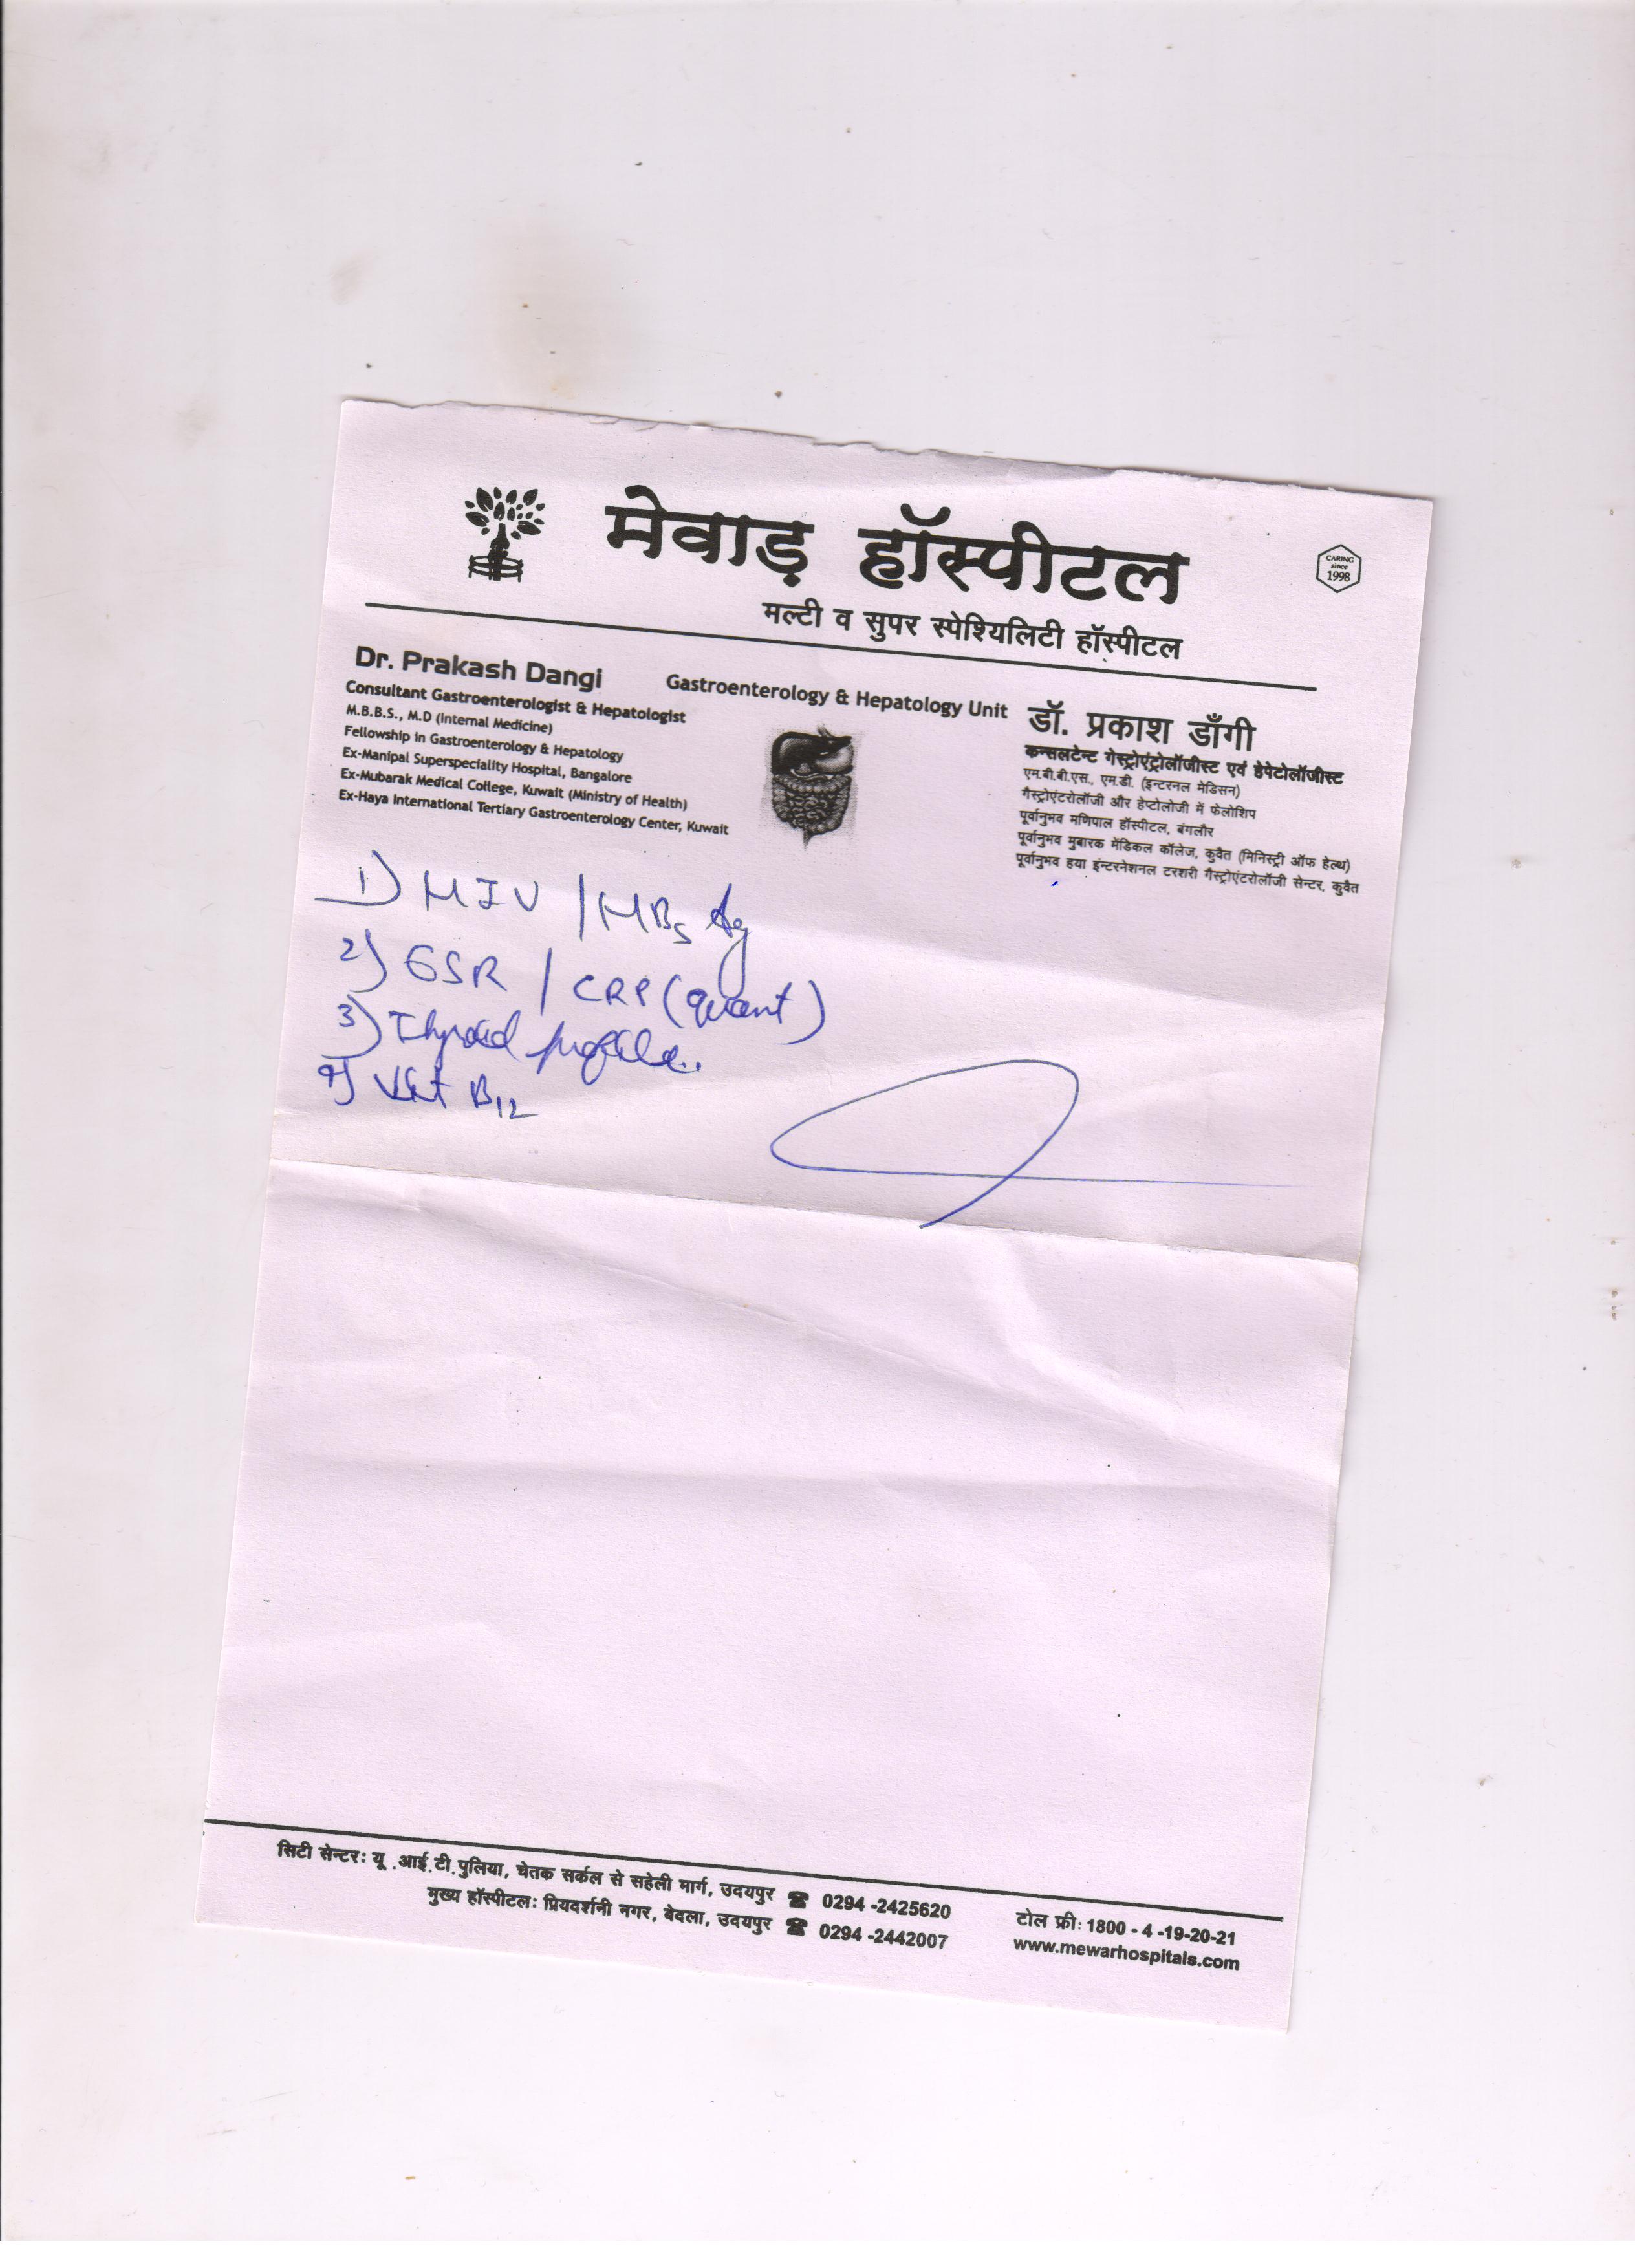 मेवाड़ हॉस्पीटल
CARING
since
1998
मल्टी व सुपर स्पेश्यिलिटी हॉस्पीटल
Dr. Prakash Dangi
Consultant Gastroenterologist & Hepatologist
M.B.B.S., M.D (Internal Medicine)
Fellowship in Gastroenterology & Hepatology
Ex-Manipal Superspeciality Hospital, Bangalore
Ex-Mubarak Medical College, Kuwait (Ministry of Health)
Ex-Haya International Tertiary Gastroenterology Center, Kuwait
Gastroenterology & Hepatology Unit
डॉ. प्रकाश डाँगी
कन्सलटेन्ट गेस्ट्रोएंट्रोलॉजीस्ट एवं हेपेटोलॉजीस्ट
एम.बी.बी.एस., एम.डी. (इन्टरनल मेडिसन)
गैस्ट्रोएंटरोलॉजी और हेप्टोलोजी में फेलोशिप
पूर्वानुभव मणिपाल हॉस्पीटल, बंगलौर
पूर्वानुभव मुबारक मेडिकल कॉलेज, कुवैत (मिनिस्ट्री ऑफ हेल्थ)
पूर्वानुभव हया इंन्टरनेशनल टरशरी गैस्ट्रोएंटरोलॉजी सेन्टर, कुवैत
1) HIV / HBsAg
2) ESR / CRP (quant)
3) Thyroid profile.
4) Vit B12
सिटी सेन्टरः यू .आई.टी.पुलिया, चेतक सर्कल से सहेली मार्ग, उदयपुर ☎ 0294 -2425620
मुख्य हॉस्पीटलः प्रियदर्शनी नगर, बेदला, उदयपुर ☎ 0294 -2442007
टोल फ्रीः 1800 - 4 -19-20-21
www.mewarhospitals.com